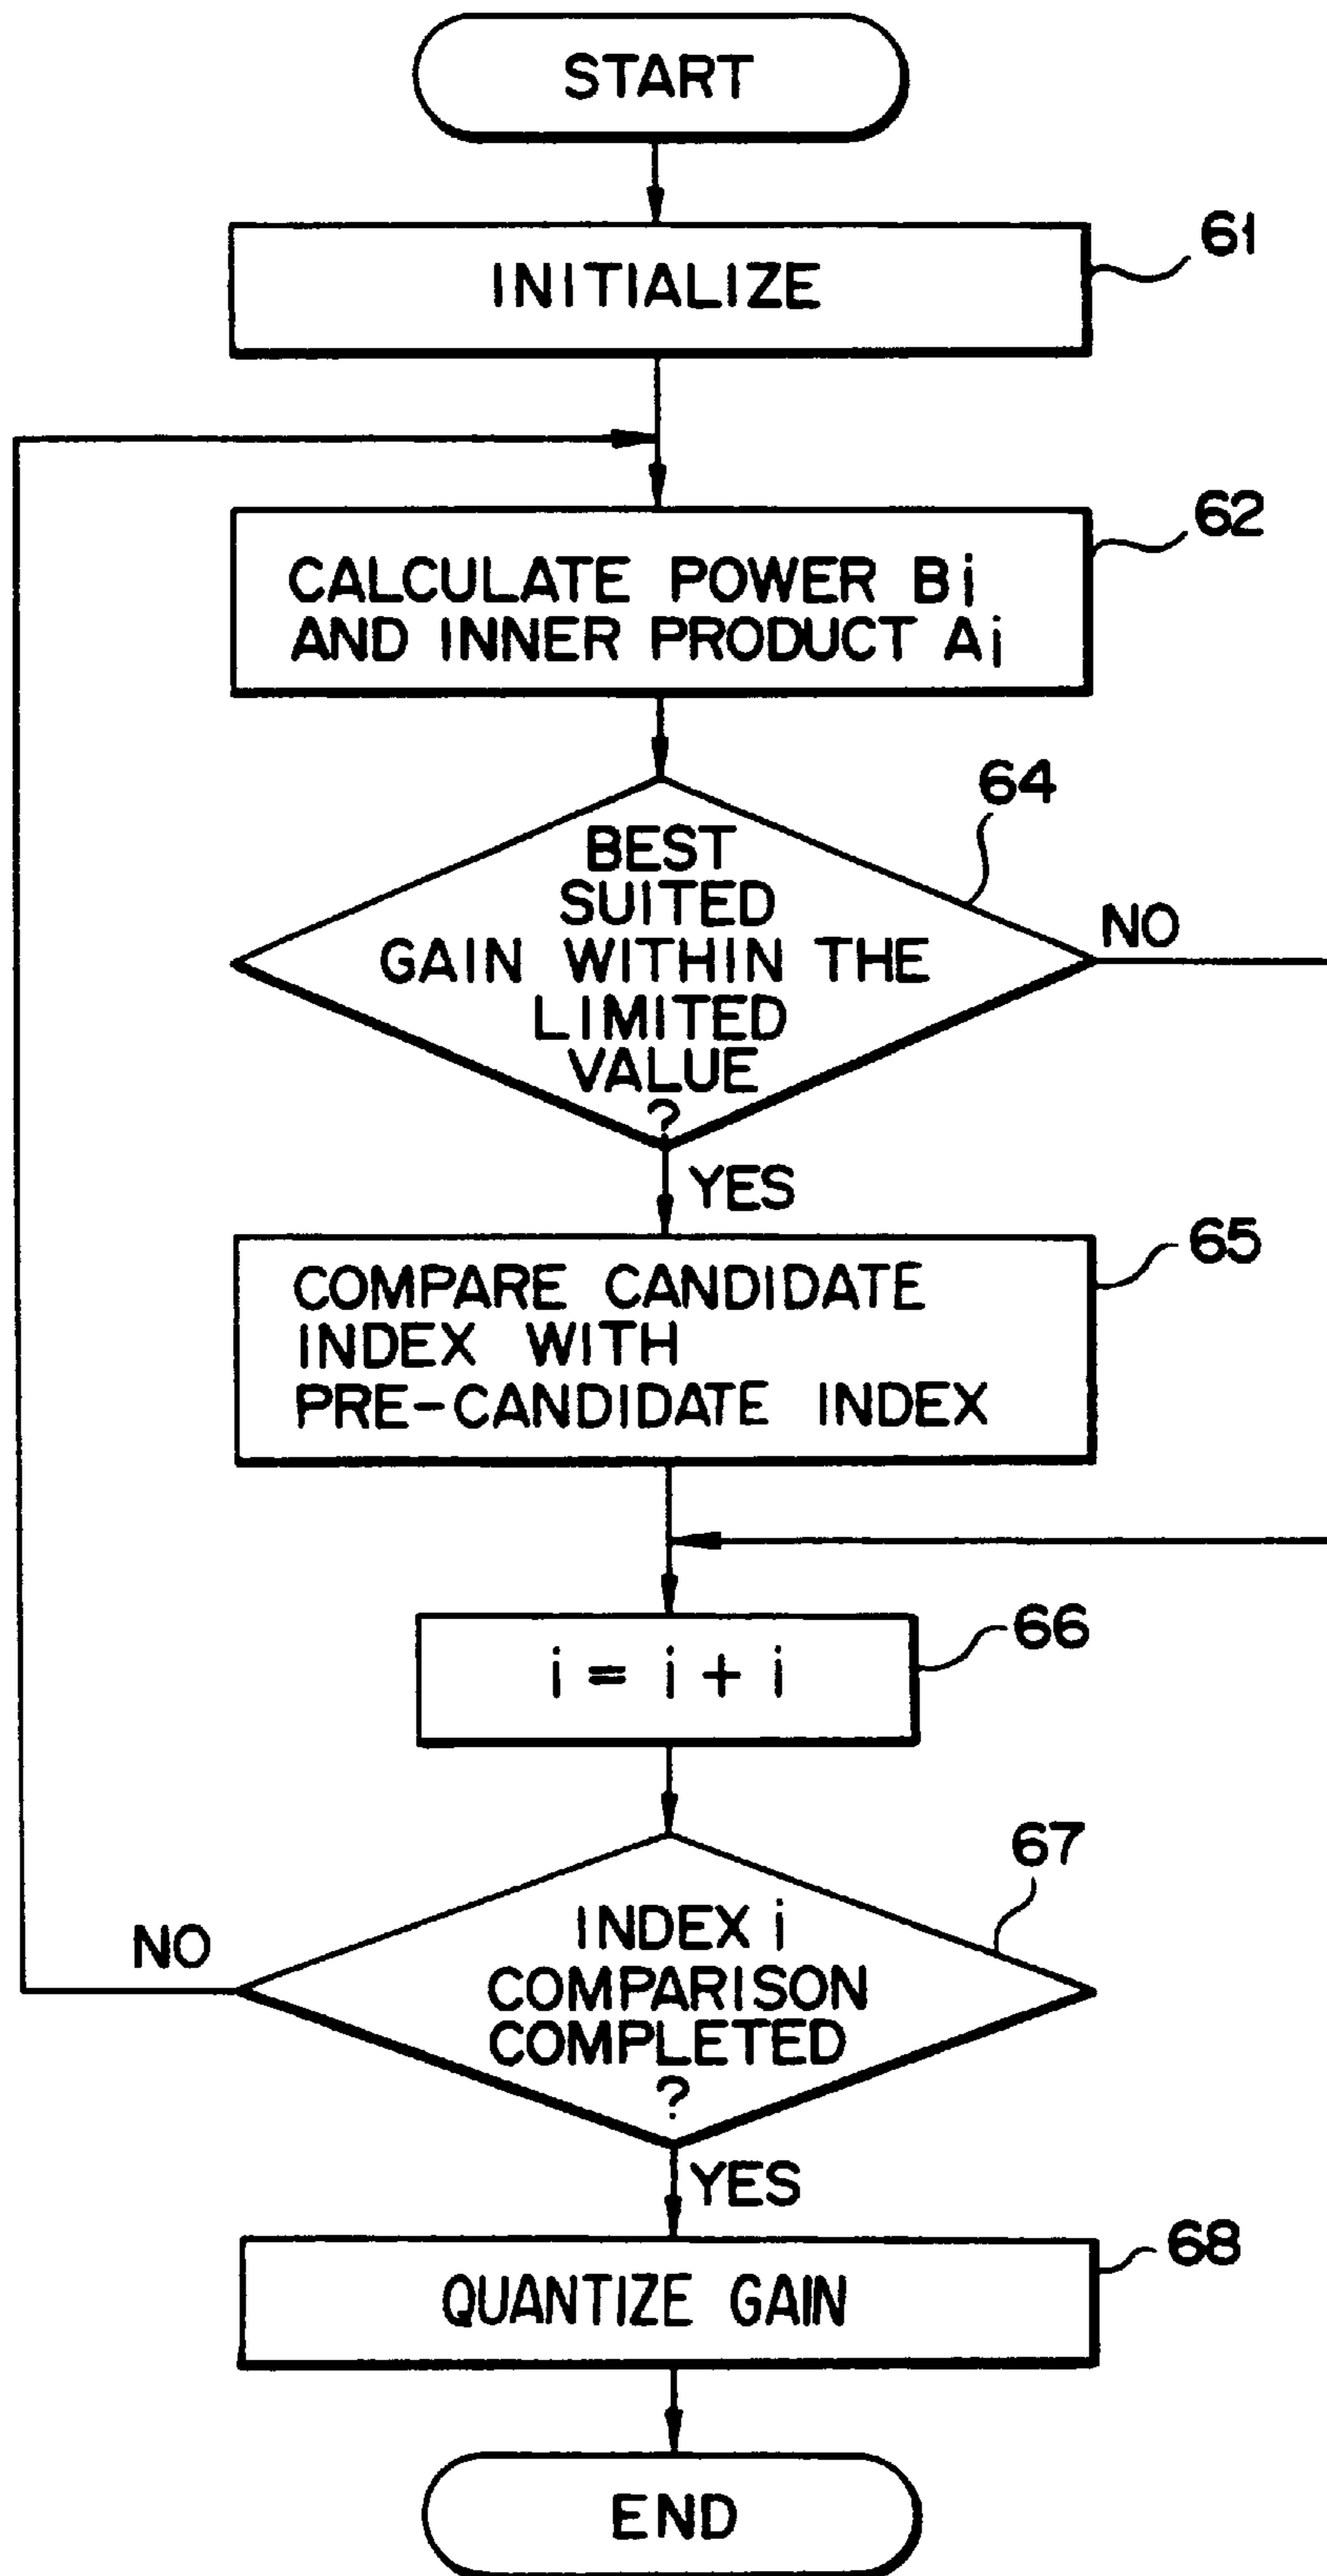 START
INITIALIZE
61
CALCULATE POWER Bi
AND INNER PRODUCT Ai
62
64
BEST
SUITED
GAIN WITHIN THE
LIMITED
VALUE
?
NO
YES
COMPARE CANDIDATE
INDEX WITH
PRE-CANDIDATE INDEX
65
i = i + i
66
67
INDEX i
COMPARISON
COMPLETED
?
NO
YES
QUANTIZE GAIN
68
END